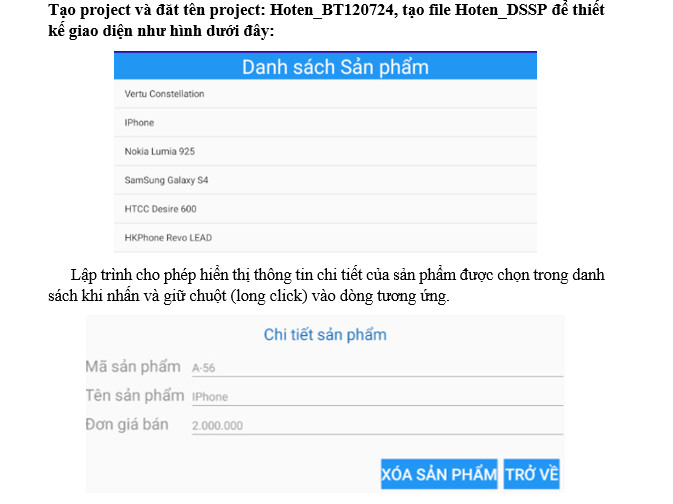 Tạo project và đăt tên project: Hoten_BT120724, tạo file Hoten_DSSP để thiết
kế giao diện như hình dưới đây:
Danh sách Sản phẩm
Vertu Constellation
IPhone
Nokia Lumia 925
SamSung Galaxy S4
HTCC Desire 600
HKPhone Revo LEAD
Lập trình cho phép hiển thị thông tin chi tiết của sản phẩm được chọn trong danh
sách khi nhấn và giữ chuột (long click) vào dòng tương ứng.
Chi tiết sản phẩm
Mã sản phẩm A-56
Tên sản phẩm IPhone
Đơn giá bán 2.000.000
XÓA SẢN PHẨM TRỞ VỀ